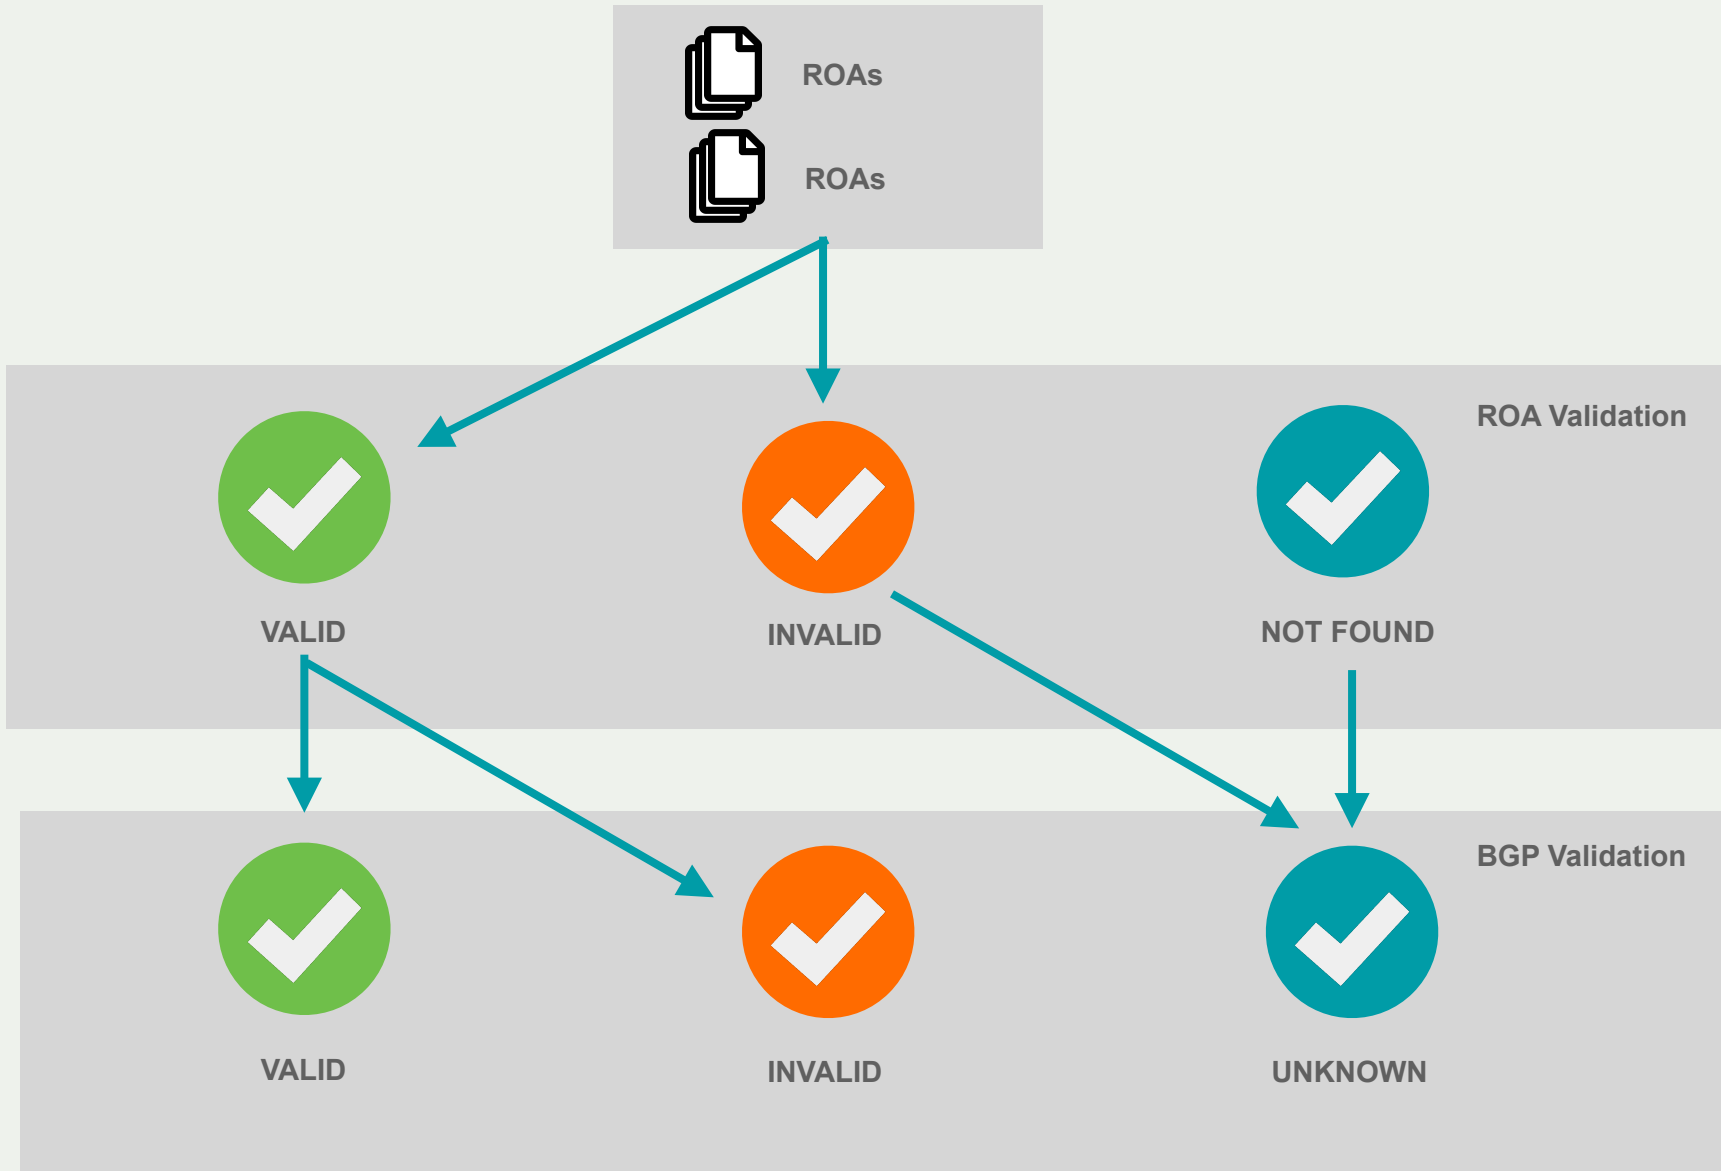 ROAs
ROAs
ROA Validation
VALID
INVALID
NOT FOUND
BGP Validation
VALID
INVALID
UNKNOWN